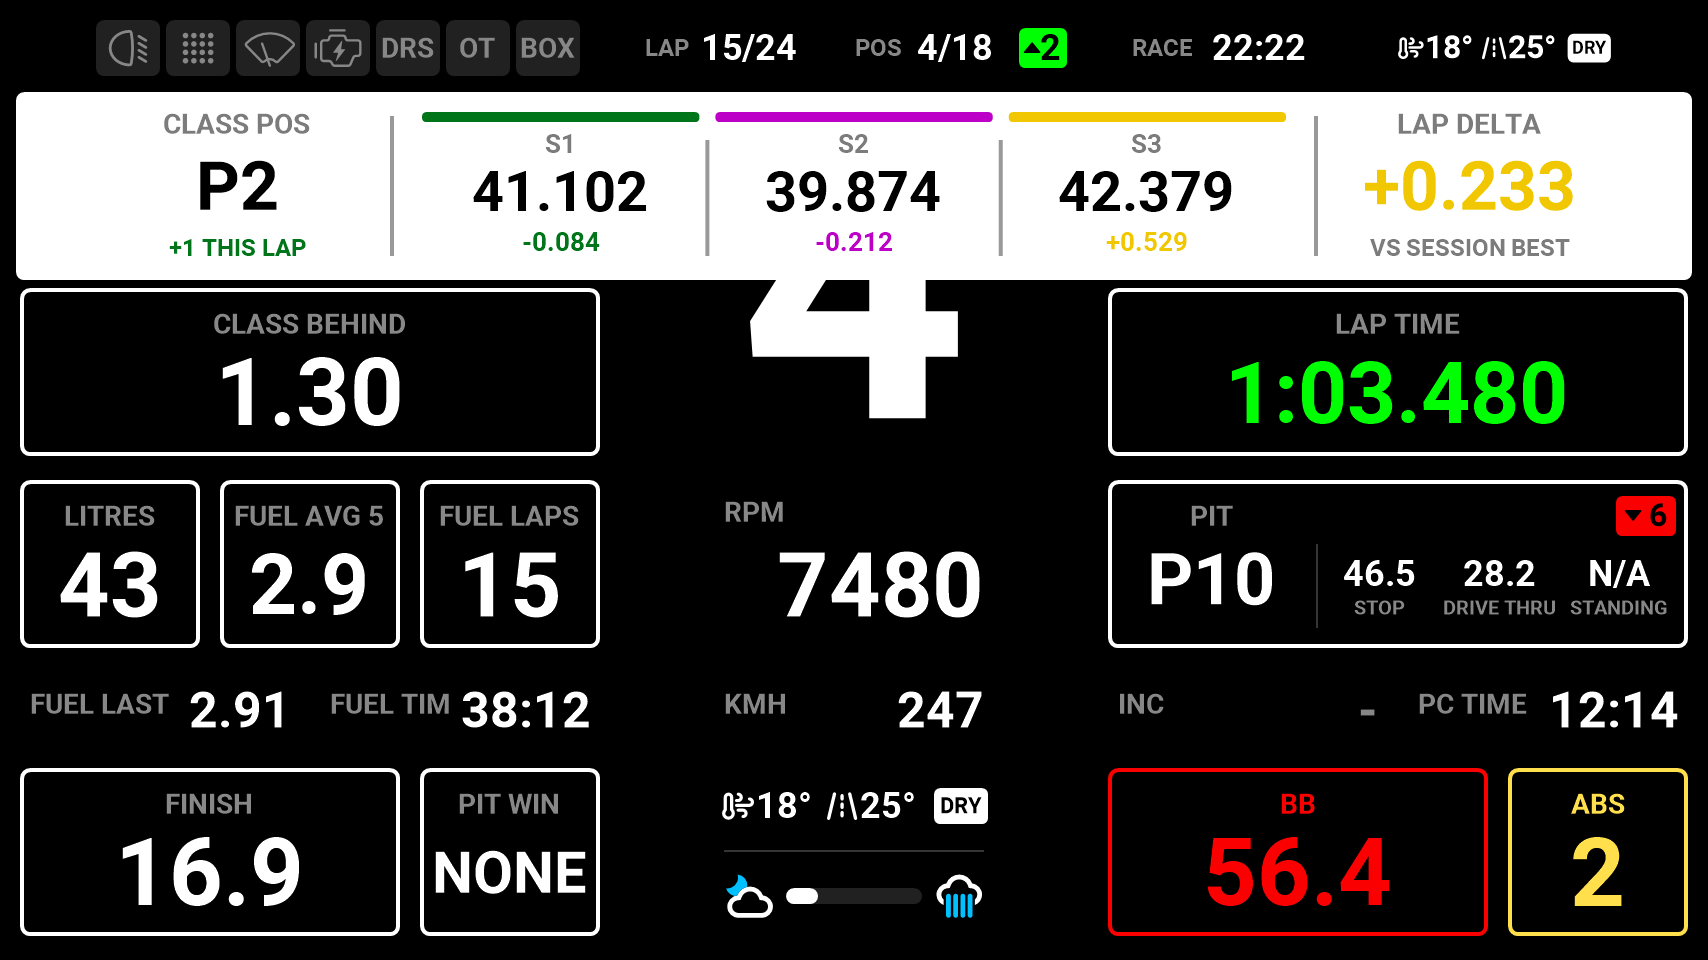 DRS OT BOX LAP 15/24 POS 4/18 2 RACE 22:22 18° 25° DRY
CLASS POS
P2
+1 THIS LAP
S1
41.102
-0.084
S2
39.874
-0.212
S3
42.379
+0.529
LAP DELTA
+0.233
VS SESSION BEST
4
CLASS BEHIND
1.30
LAP TIME
1:03.480
LITRES
43
FUEL AVG 5
2.9
FUEL LAPS
15
RPM
7480
PIT
6
P10
46.5
STOP
28.2
DRIVE THRU
N/A
STANDING
FUEL LAST 2.91
FUEL TIM 38:12
KMH 247
INC -
PC TIME 12:14
FINISH
16.9
PIT WIN
NONE
18° 25° DRY
BB
56.4
ABS
2